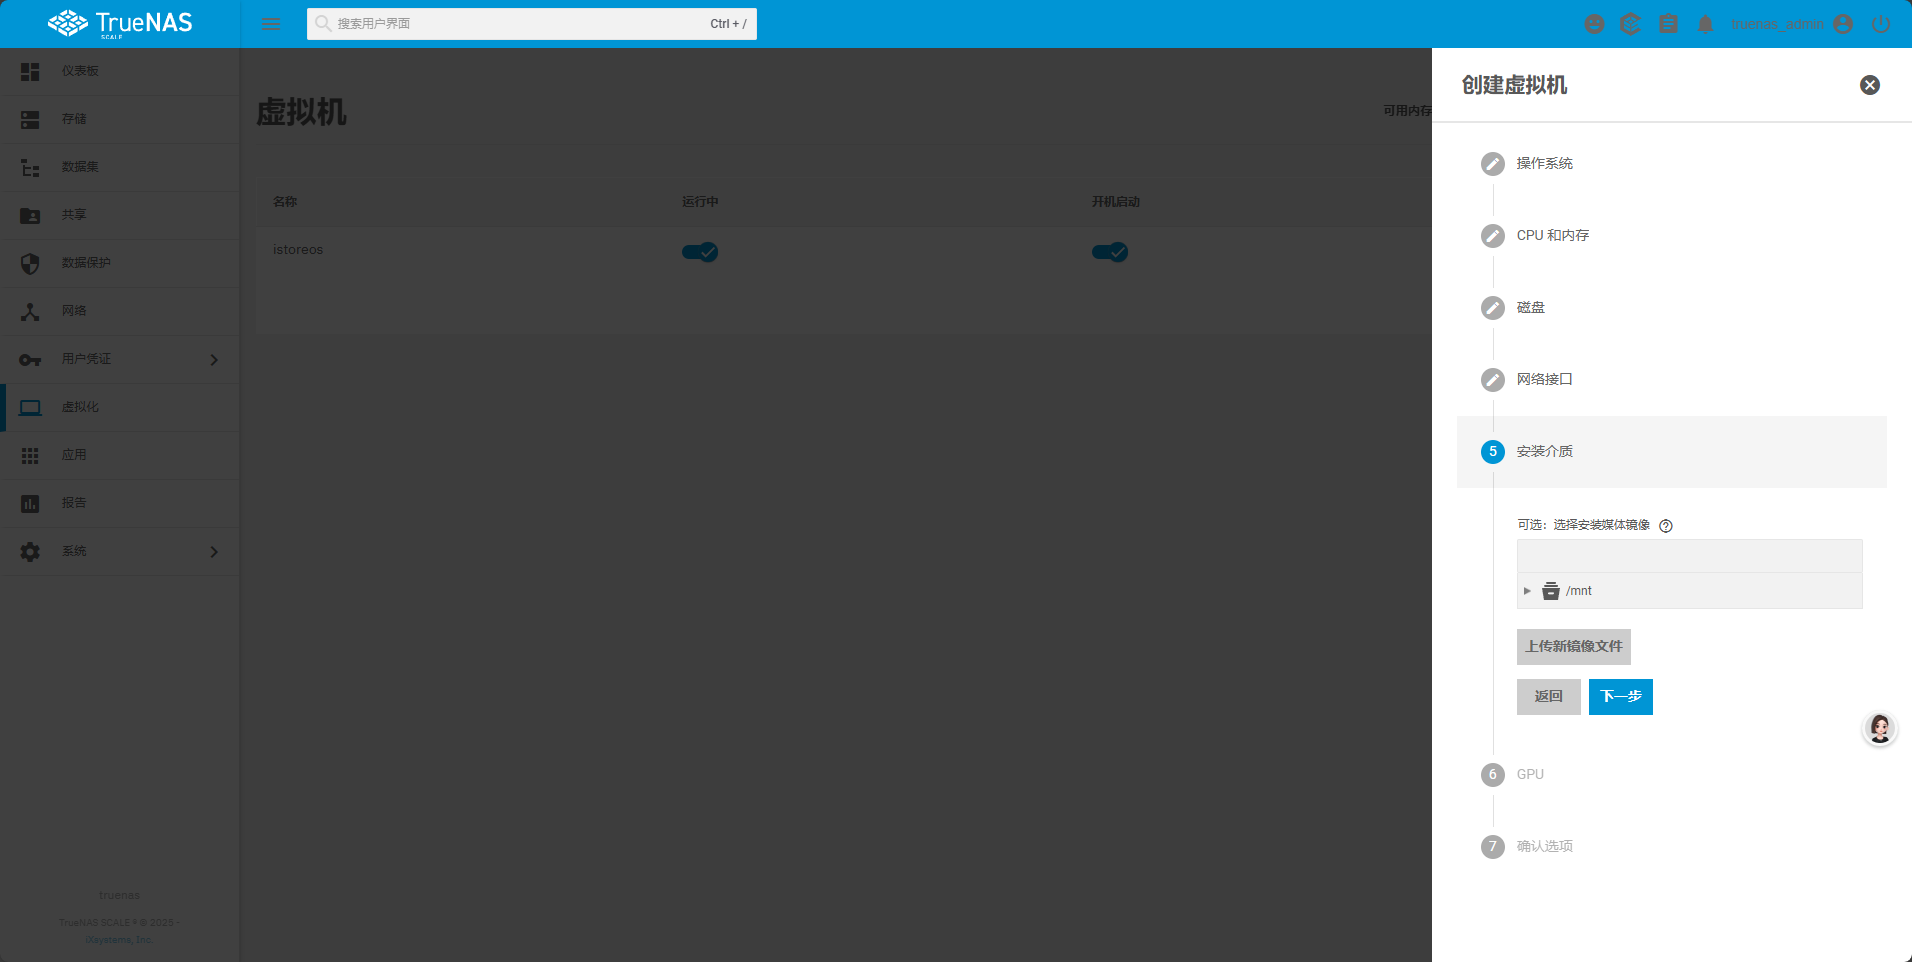 TrueNAS
SCALE
搜索用户界面
Ctrl + /
truenas_admin
仪表板
存储
数据集
共享
数据保护
网络
用户凭证
虚拟化
应用
报告
系统
truenas
TrueNAS SCALE ® © 2025 -
iXsystems, Inc.
虚拟机
可用内存
名称
运行中
开机启动
istoreos
创建虚拟机
操作系统
CPU 和内存
磁盘
网络接口
5 安装介质
可选：选择安装媒体镜像
/mnt
上传新镜像文件
返回
下一步
6 GPU
7 确认选项